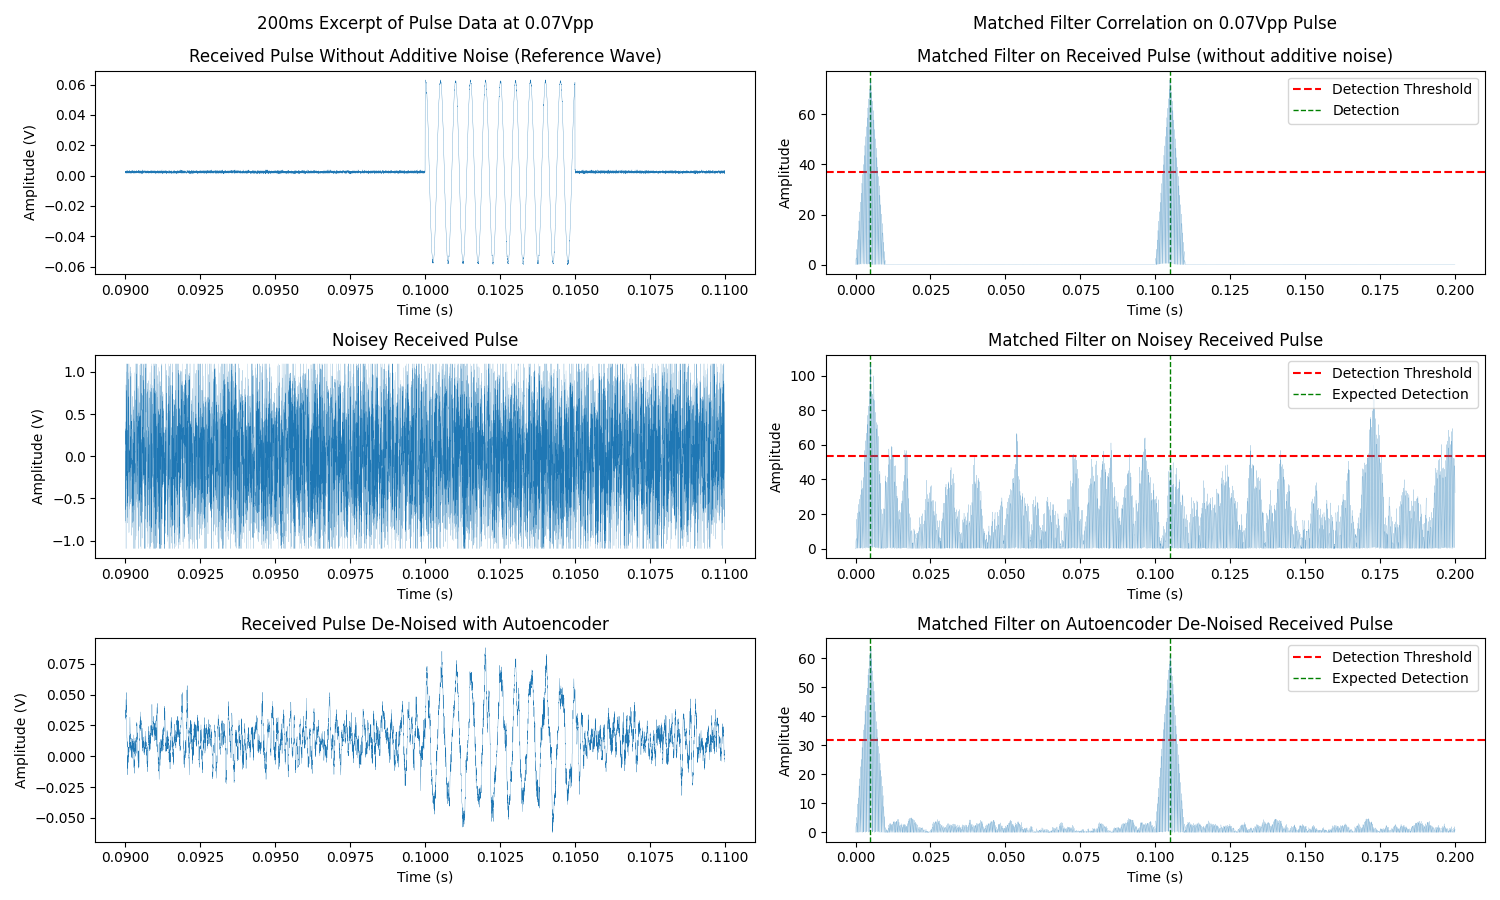 200ms Excerpt of Pulse Data at 0.07Vpp
Received Pulse Without Additive Noise (Reference Wave)
Amplitude (V)
0.06
0.04
0.02
0.00
−0.02
−0.04
−0.06
0.0900 0.0925 0.0950 0.0975 0.1000 0.1025 0.1050 0.1075 0.1100
Time (s)
Noisey Received Pulse
Amplitude (V)
1.0
0.5
0.0
−0.5
−1.0
0.0900 0.0925 0.0950 0.0975 0.1000 0.1025 0.1050 0.1075 0.1100
Time (s)
Received Pulse De-Noised with Autoencoder
Amplitude (V)
0.075
0.050
0.025
0.000
−0.025
−0.050
0.0900 0.0925 0.0950 0.0975 0.1000 0.1025 0.1050 0.1075 0.1100
Time (s)
Matched Filter Correlation on 0.07Vpp Pulse
Matched Filter on Received Pulse (without additive noise)
Amplitude
60
40
20
0
Detection Threshold
Detection
0.000 0.025 0.050 0.075 0.100 0.125 0.150 0.175 0.200
Time (s)
Matched Filter on Noisey Received Pulse
Amplitude
100
80
60
40
20
0
Detection Threshold
Expected Detection
0.000 0.025 0.050 0.075 0.100 0.125 0.150 0.175 0.200
Time (s)
Matched Filter on Autoencoder De-Noised Received Pulse
Amplitude
60
50
40
30
20
10
0
Detection Threshold
Expected Detection
0.000 0.025 0.050 0.075 0.100 0.125 0.150 0.175 0.200
Time (s)